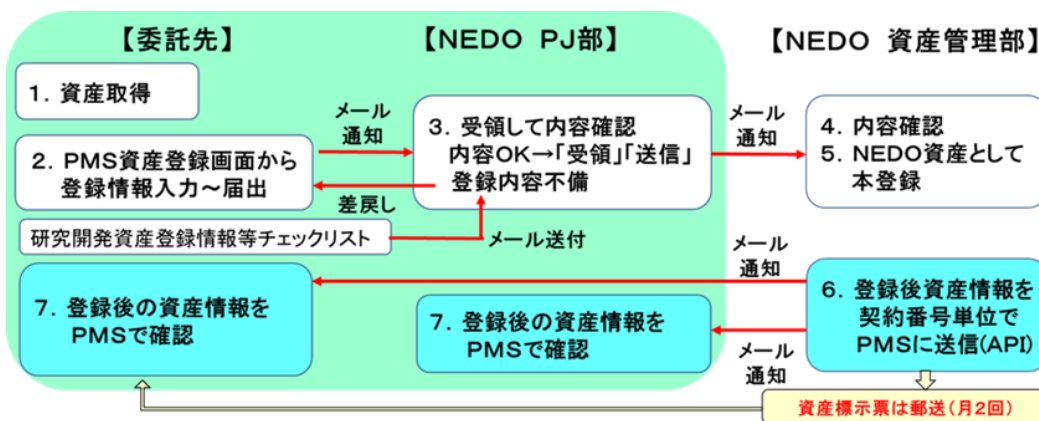 【委託先】
【NEDO PJ部】
【NEDO 資産管理部】
1. 資産取得
メール
通知
2. PMS資産登録画面から
登録情報入力～届出
3. 受領して内容確認
内容OK→「受領」「送信」
登録内容不備
メール
通知
4. 内容確認
5. NEDO資産として
本登録
差戻し
研究開発資産登録情報等チェックリスト
メール送付
メール
通知
7. 登録後の資産情報を
PMSで確認
7. 登録後の資産情報を
PMSで確認
6. 登録後資産情報を
契約番号単位で
PMSに送信(API)
メール
通知
資産標示票は郵送(月2回)